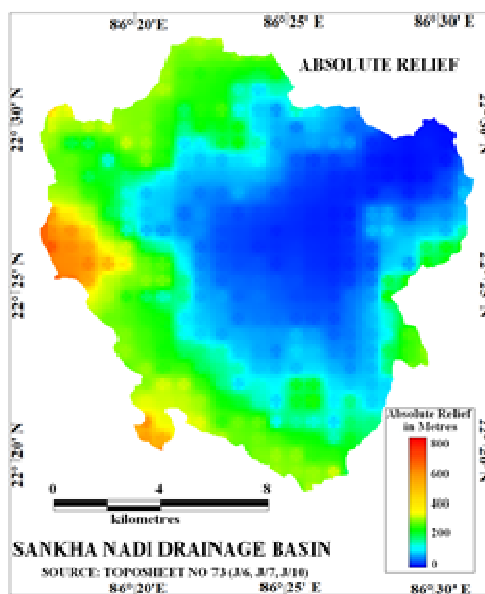 86° 20' E 86° 25' E 86° 30' E
ABSOLUTE RELIEF
22° 30' N
22° 25' N
22° 20' N
Absolute Relief
in Metres
800
600
400
200
0
0 4 8
kilometres
SANKHA NADI DRAINAGE BASIN
SOURCE: TOPOSHEET NO 73 (J/6, J/7, J/10)
86° 20' E 86° 25' E 86° 30' E